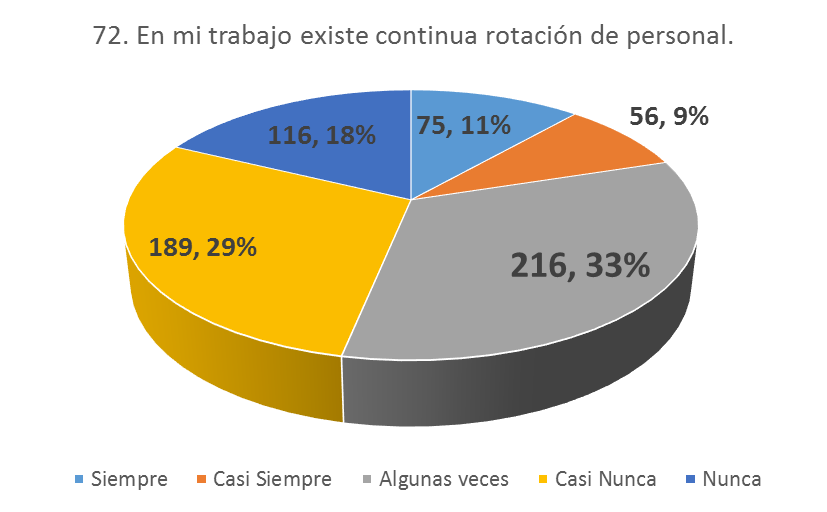 72. En mi trabajo existe continua rotación de personal.
116, 18%
75, 11%
56, 9%
189, 29%
216, 33%
Siempre Casi Siempre Algunas veces Casi Nunca Nunca